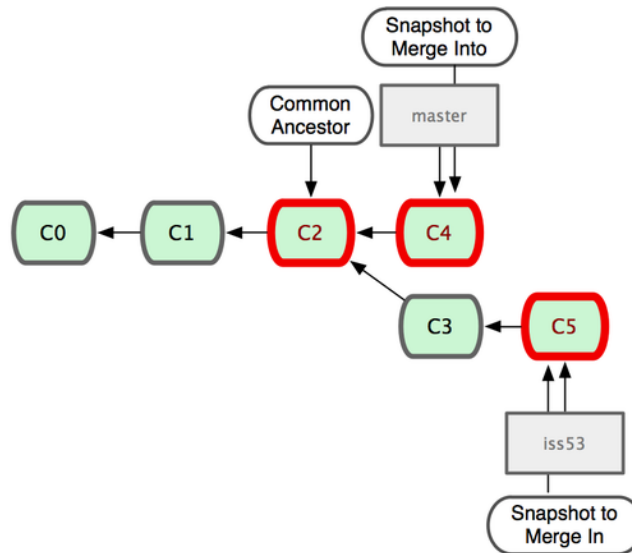 Snapshot to
Merge Into
master
Common
Ancestor
C0
C1
C2
C4
C3
C5
iss53
Snapshot to
Merge In